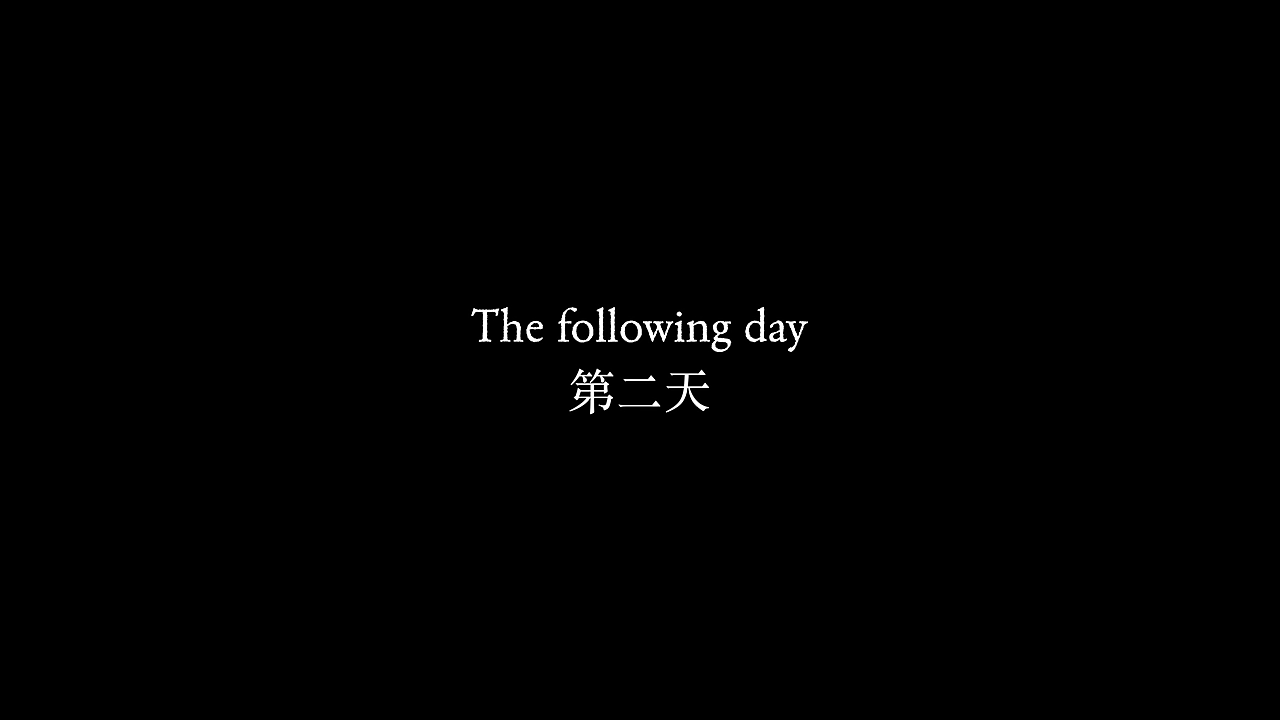 The following day
第二天